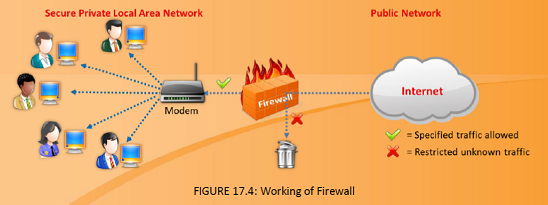 Secure Private Local Area Network
Public Network
Modem
Firewall
Internet
= Specified traffic allowed
= Restricted unknown traffic
FIGURE 17.4: Working of Firewall